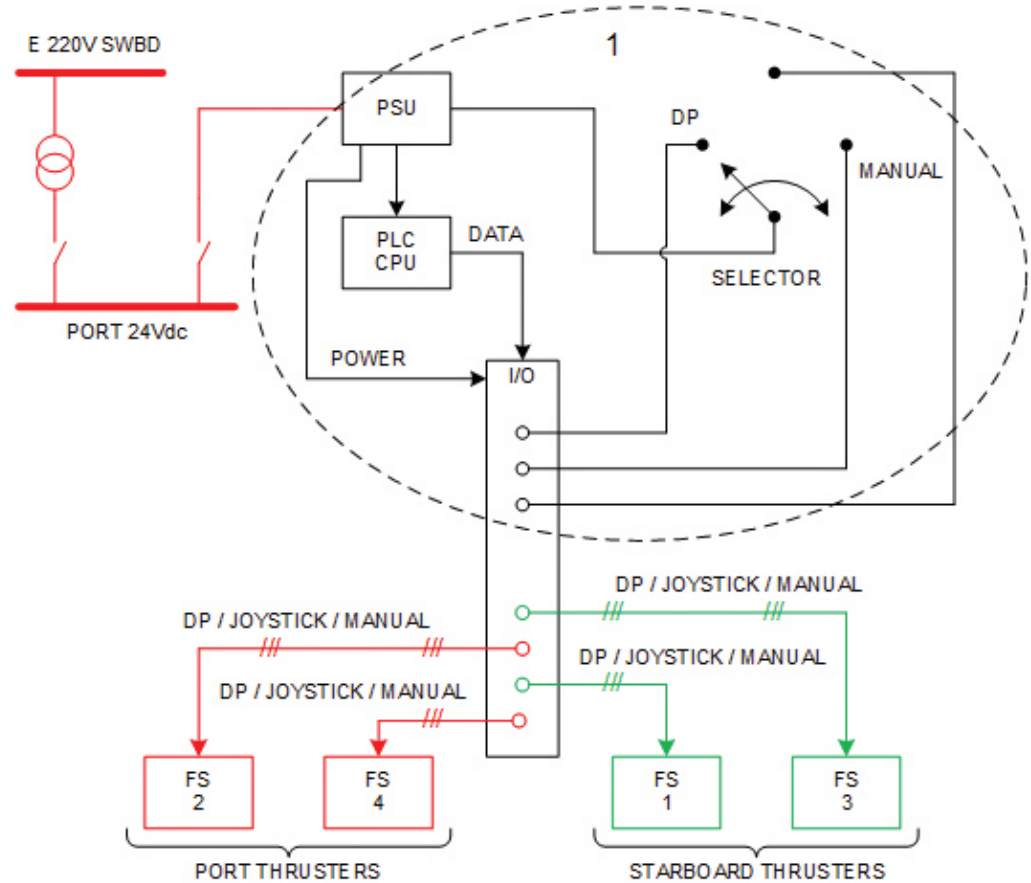 E 220V SWBD
1
PSU
DP
MANUAL
PLC
CPU
DATA
SELECTOR
PORT 24Vdc
POWER
I/O
DP / JOYSTICK / MANUAL
DP / JOYSTICK / MANUAL
DP / JOYSTICK / MANUAL
DP / JOYSTICK / MANUAL
FS
2
FS
4
FS
1
FS
3
PORT THRUSTERS
STARBOARD THRUSTERS